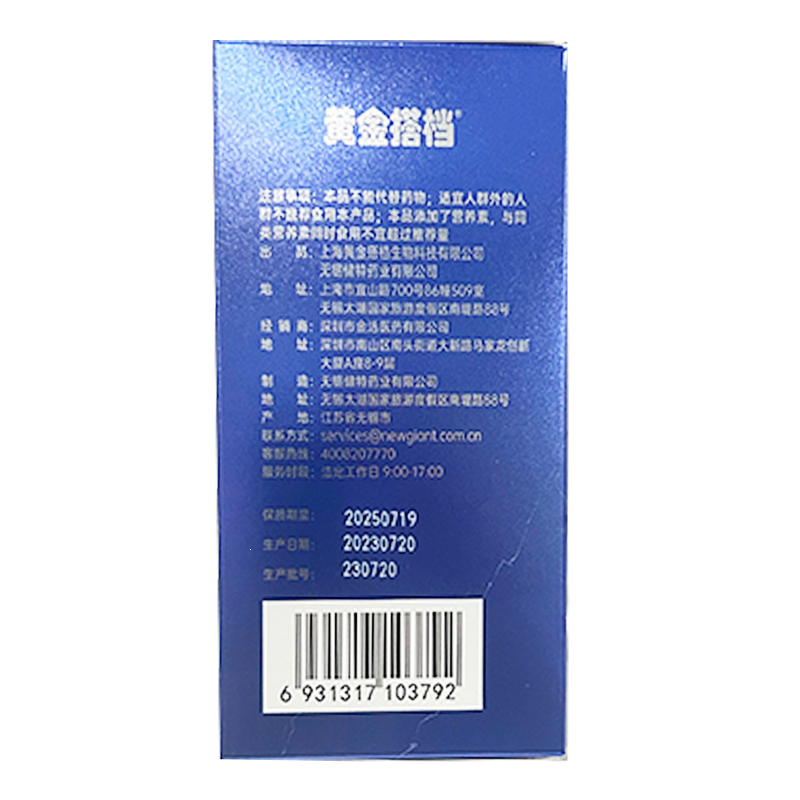 黄金搭档®
注意事项：本品不能代替药物；适宜人群外的人
群不推荐食用本产品；本品添加了营养素，与同
类营养素同时食用不宜超过推荐量
出 品：上海黄金搭档生物科技有限公司
无锡健特药业有限公司
地 址：上海市宜山路700号86幢509室
无锡太湖国家旅游度假区南堤路88号
经 销 商：深圳市金活医药有限公司
地 址：深圳市南山区南头街道大新路马家龙创新
大厦A座8-9层
制 造：无锡健特药业有限公司
地 址：无锡太湖国家旅游度假区南堤路88号
产 地：江苏省无锡市
联系方式：services@newgiant.com.cn
客服热线：4008207770
服务时段：法定工作日 9:00-17:00
保质期至：20250719
生产日期：20230720
生产批号：230720
6 931317 103792